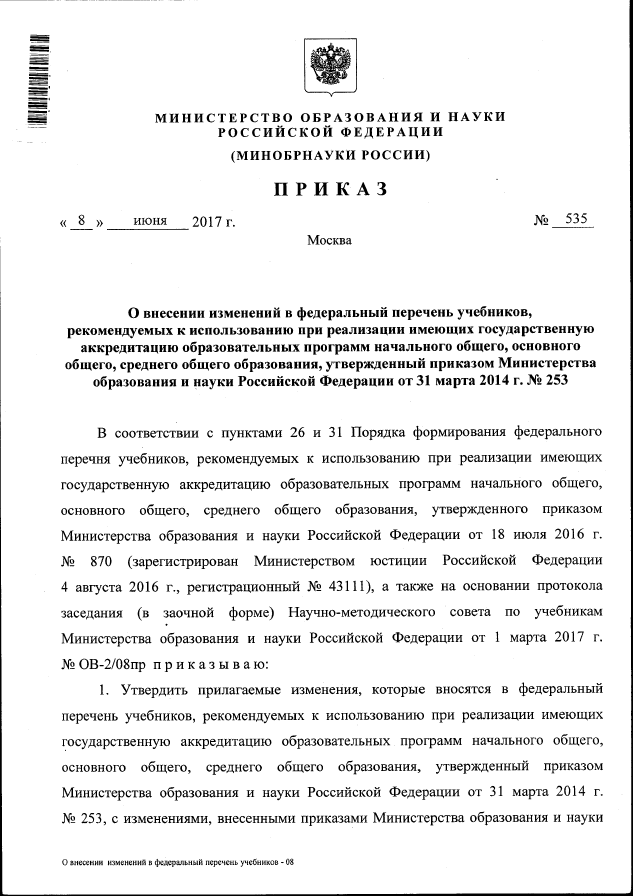 МИНИСТЕРСТВО ОБРАЗОВАНИЯ И НАУКИ
РОССИЙСКОЙ ФЕДЕРАЦИИ
(МИНОБРНАУКИ РОССИИ)
ПРИКАЗ
« 8 » июня 2017 г. № 535
Москва
О внесении изменений в федеральный перечень учебников,
рекомендуемых к использованию при реализации имеющих государственную
аккредитацию образовательных программ начального общего, основного
общего, среднего общего образования, утвержденный приказом Министерства
образования и науки Российской Федерации от 31 марта 2014 г. № 253
В соответствии с пунктами 26 и 31 Порядка формирования федерального
перечня учебников, рекомендуемых к использованию при реализации имеющих
государственную аккредитацию образовательных программ начального общего,
основного общего, среднего общего образования, утвержденного приказом
Министерства образования и науки Российской Федерации от 18 июля 2016 г.
№ 870 (зарегистрирован Министерством юстиции Российской Федерации
4 августа 2016 г., регистрационный № 43111), а также на основании протокола
заседания (в заочной форме) Научно-методического совета по учебникам
Министерства образования и науки Российской Федерации от 1 марта 2017 г.
№ ОВ-2/08пр приказываю:
1. Утвердить прилагаемые изменения, которые вносятся в федеральный
перечень учебников, рекомендуемых к использованию при реализации имеющих
государственную аккредитацию образовательных программ начального общего,
основного общего, среднего общего образования, утвержденный приказом
Министерства образования и науки Российской Федерации от 31 марта 2014 г.
№ 253, с изменениями, внесенными приказами Министерства образования и науки
О внесении изменений в федеральный перечень учебников - 08